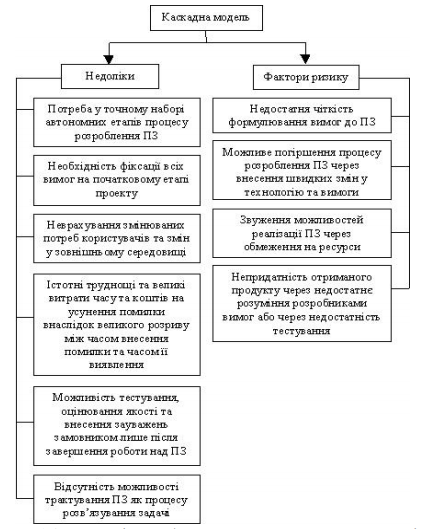 Каскадна модель
Недоліки
Фактори ризику
Потреба у точному наборі
автономних етапів процесу
розроблення ПЗ
Необхідність фіксації всіх
вимог на початковому етапі
проекту
Неврахування змінюваних
потреб користувачів та змін
у зовнішньому середовищі
Істотні труднощі та великі
витрати часу та коштів на
усунення помилки
внаслідок великого розриву
між часом внесення
помилки та часом її
виявлення
Можливість тестування,
оцінювання якості та
внесення зауважень
замовником лише після
завершення роботи над ПЗ
Відсутність можливості
трактування ПЗ як процесу
розв’язування задачі
Недостатня чіткість
формулювання вимог до ПЗ
Можливе погіршення процесу
розроблення ПЗ через
внесення швидких змін у
технологію та вимоги
Звуження можливостей
реалізації ПЗ через
обмеження на ресурси
Непридатність отриманого
продукту через недостатнє
розуміння розробниками
вимог або через недостатність
тестування